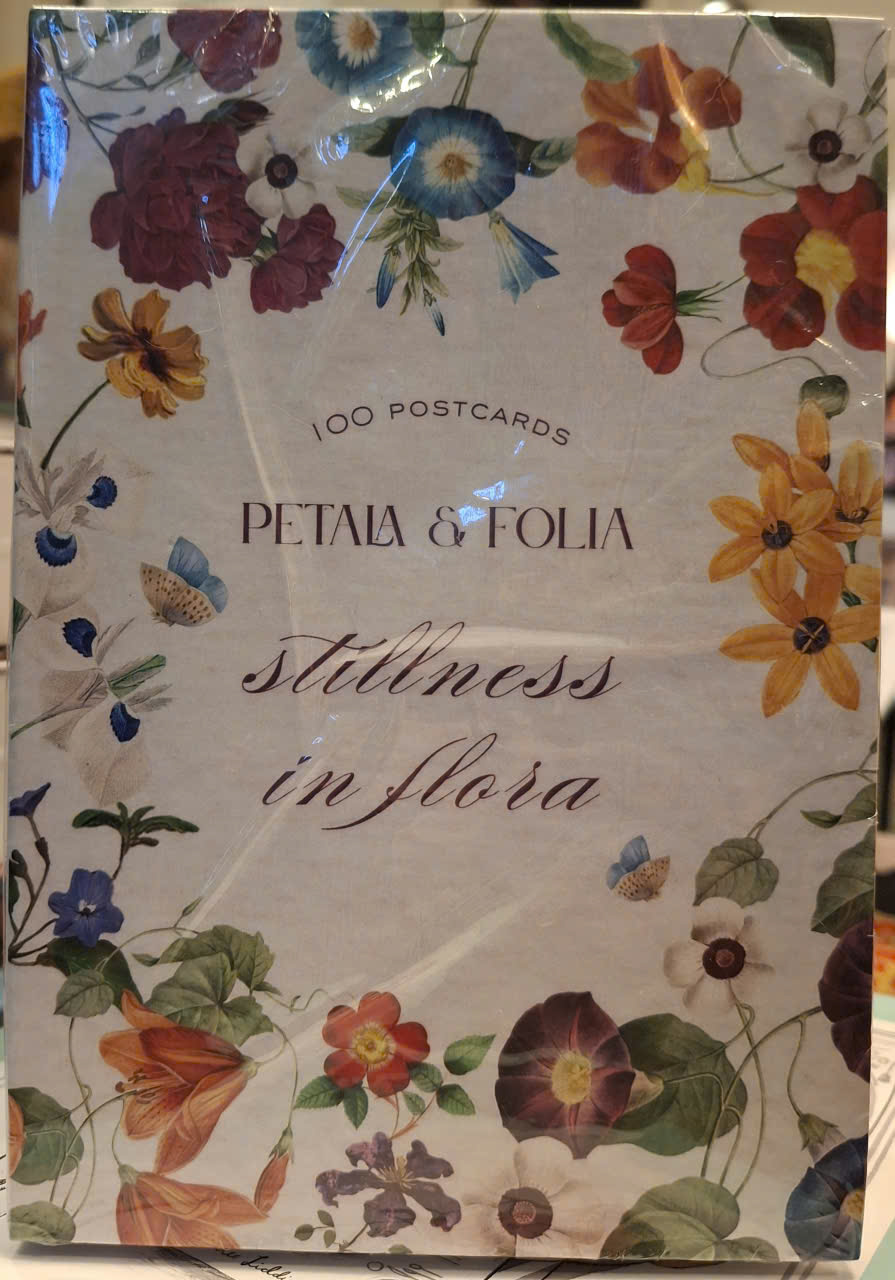 100 POSTCARDS
PETALA & FOLIA
stillness
in flora